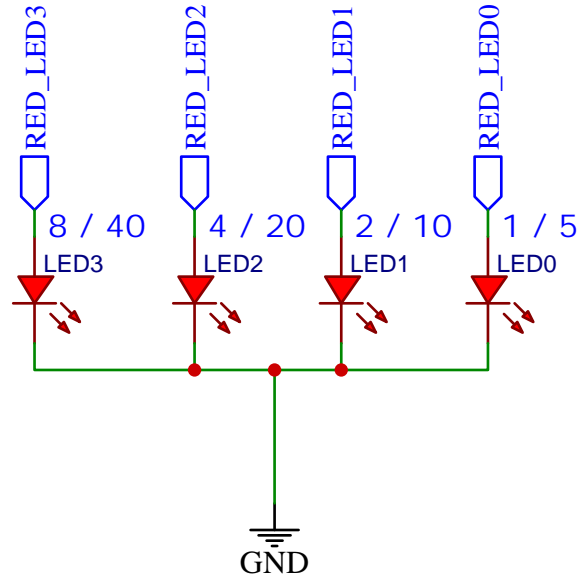 RED_LED3
RED_LED2
RED_LED1
RED_LED0
8 / 40
4 / 20
2 / 10
1 / 5
LED3
LED2
LED1
LED0
GND